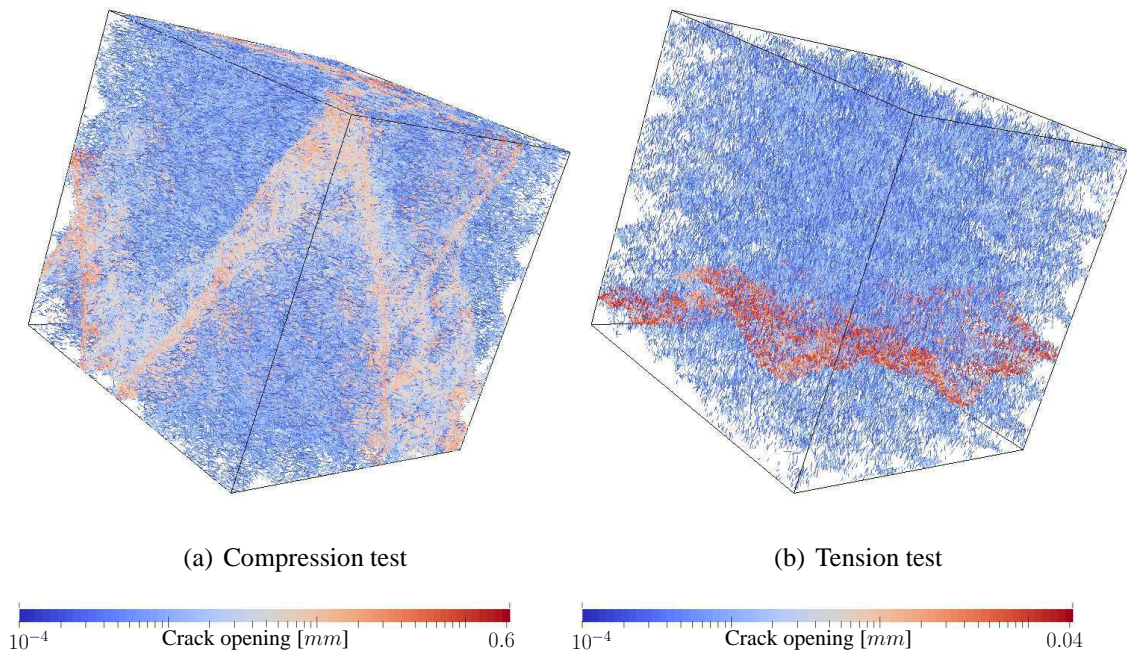 (a) Compression test
(b) Tension test
10⁻⁴ Crack opening [mm] 0.6
10⁻⁴ Crack opening [mm] 0.04